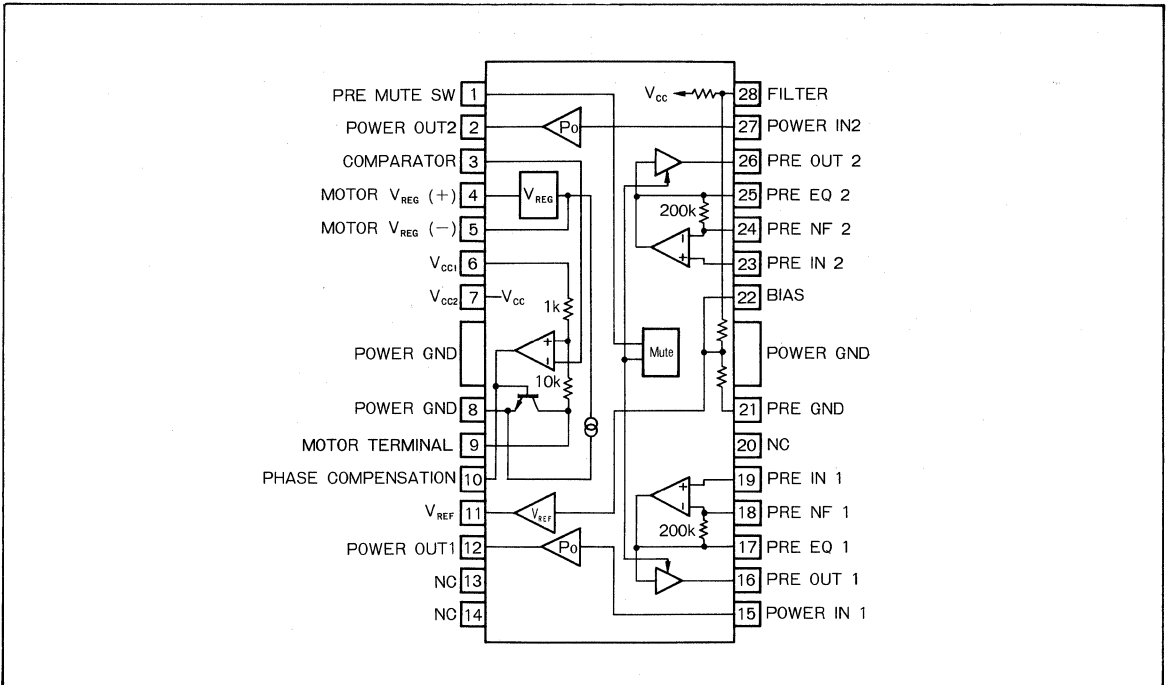 PRE MUTE SW 1
POWER OUT2 2
COMPARATOR 3
MOTOR VREG (+) 4
MOTOR VREG (−) 5
VCC1 6
VCC2 7
POWER GND
POWER GND 8
MOTOR TERMINAL 9
PHASE COMPENSATION 10
VREF 11
POWER OUT1 12
NC 13
NC 14
Po
VREG
VCC
1k
+
−
10k
VREF
Po
Mute
VCC
200k
−
+
+
−
200k
28 FILTER
27 POWER IN2
26 PRE OUT 2
25 PRE EQ 2
24 PRE NF 2
23 PRE IN 2
22 BIAS
POWER GND
21 PRE GND
20 NC
19 PRE IN 1
18 PRE NF 1
17 PRE EQ 1
16 PRE OUT 1
15 POWER IN 1